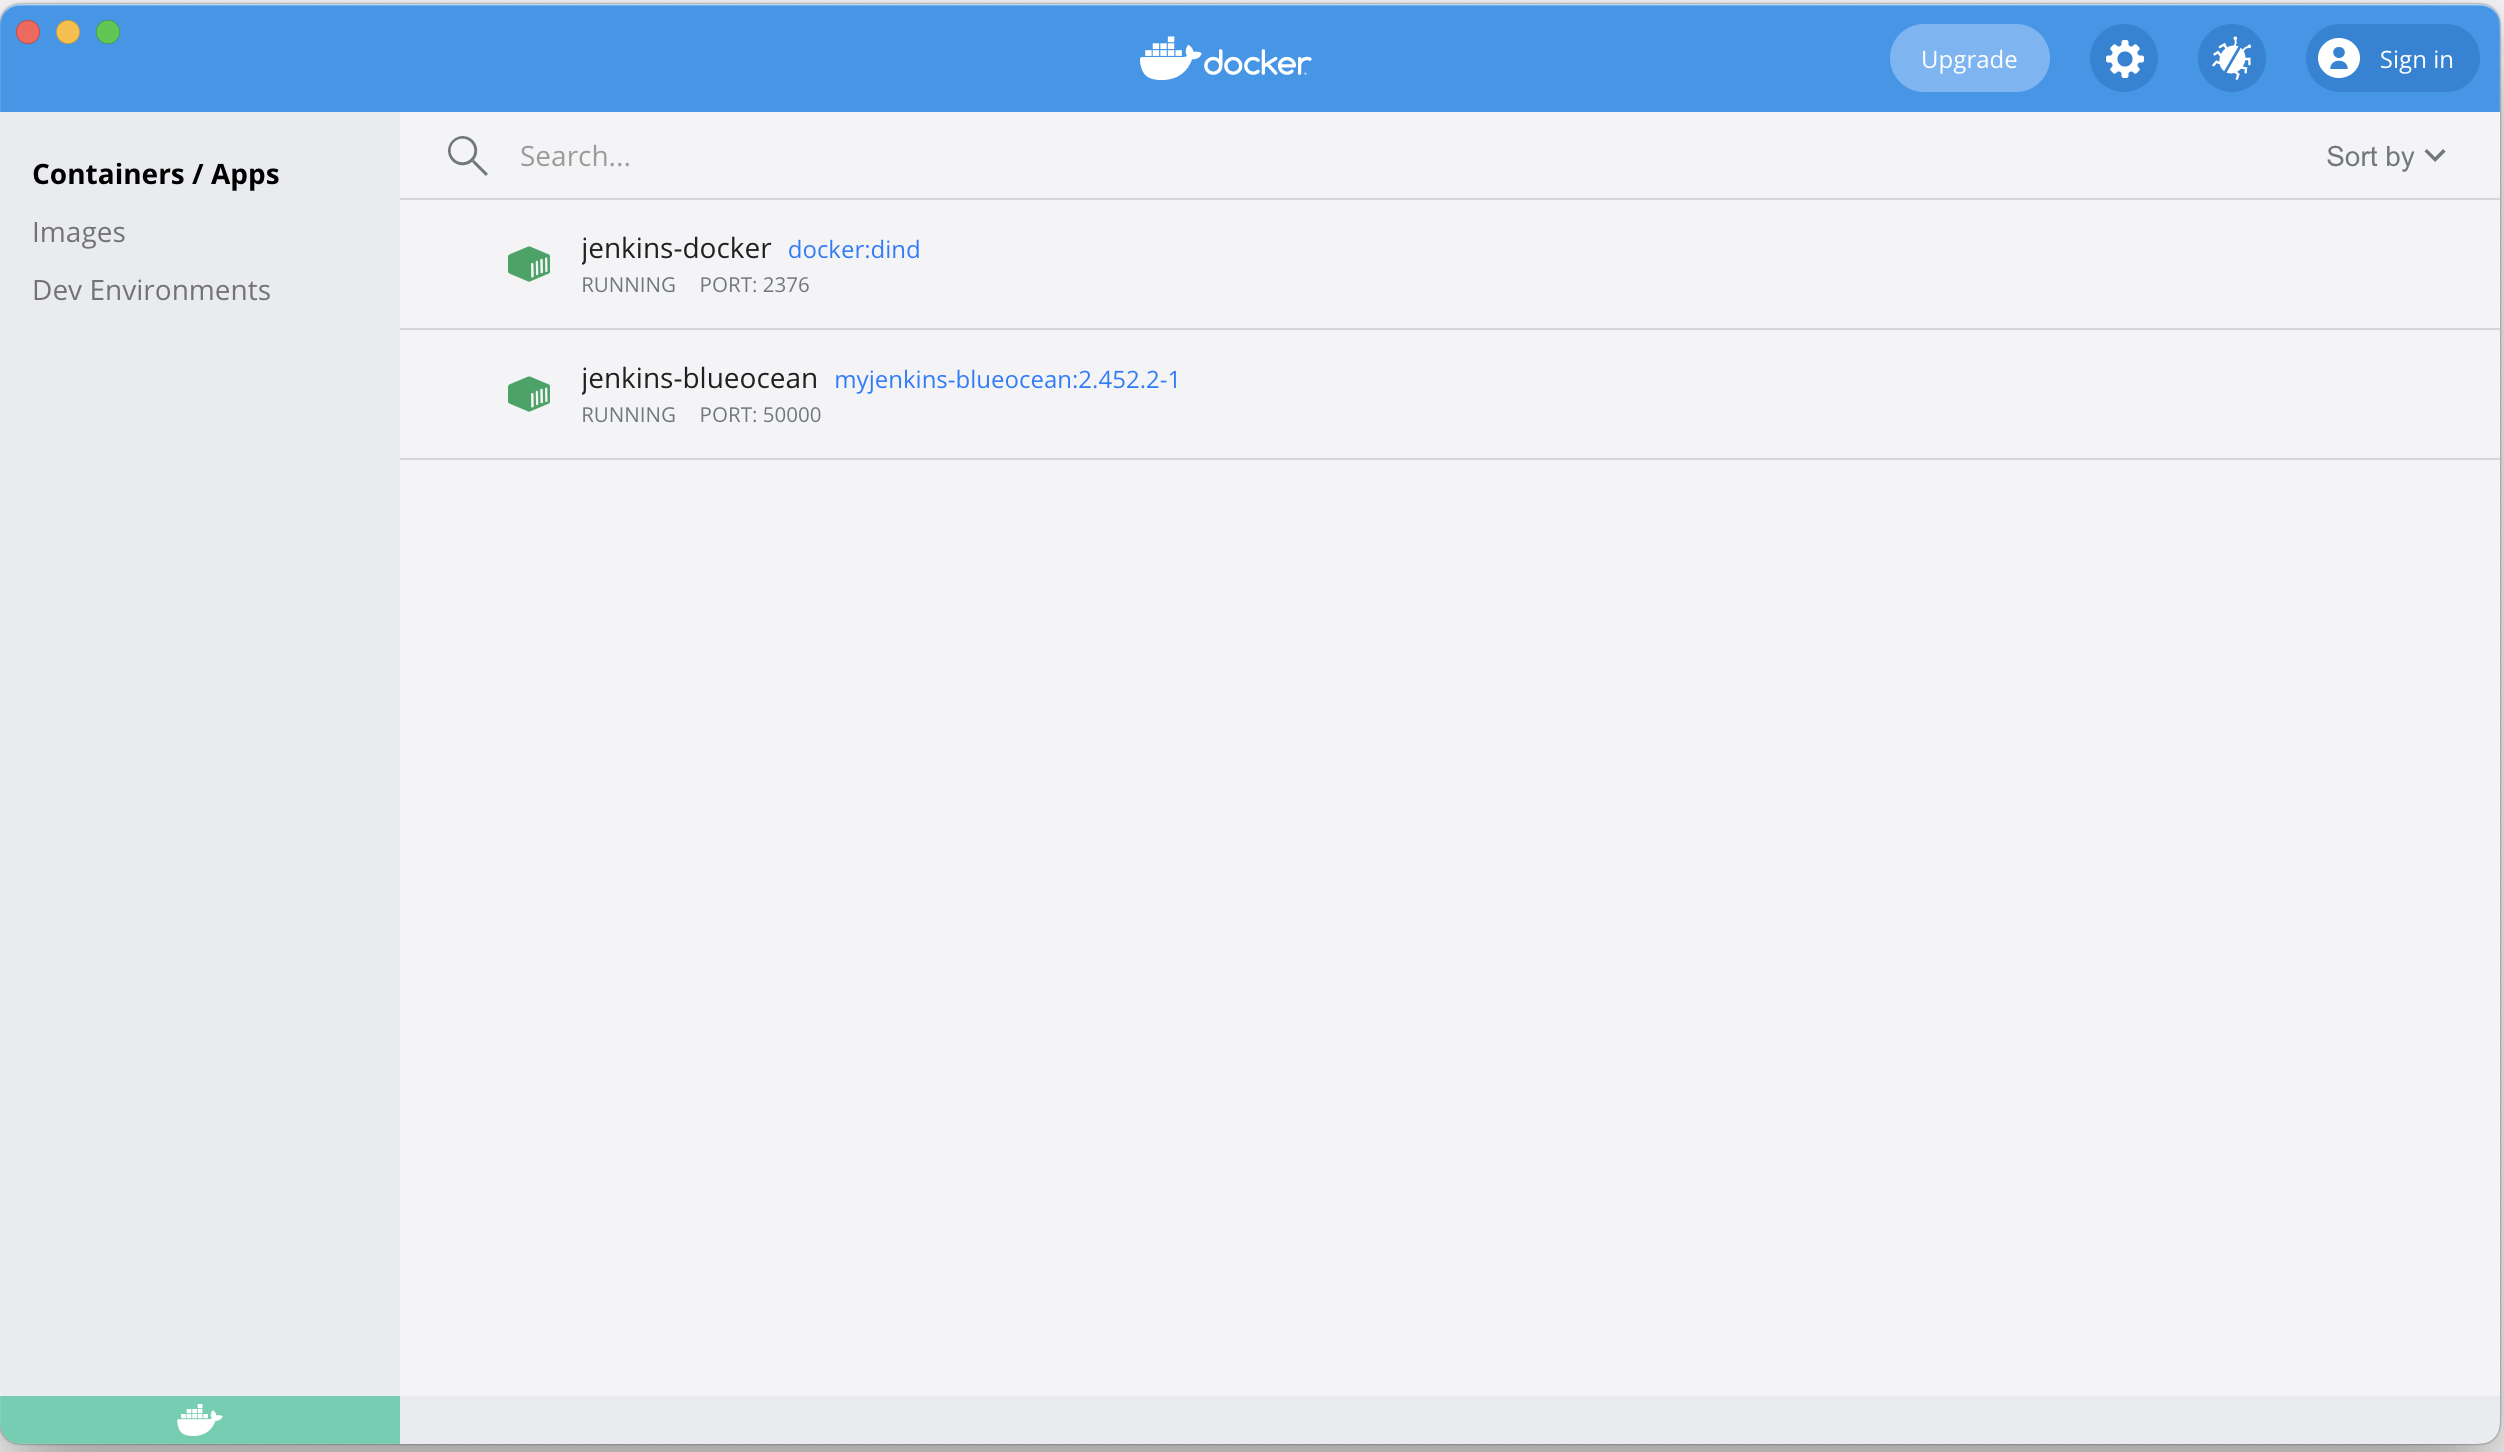 docker
Upgrade
Sign in
Containers / Apps
Images
Dev Environments
Search...
Sort by
jenkins-docker docker:dind
RUNNING PORT: 2376
jenkins-blueocean myjenkins-blueocean:2.452.2-1
RUNNING PORT: 50000